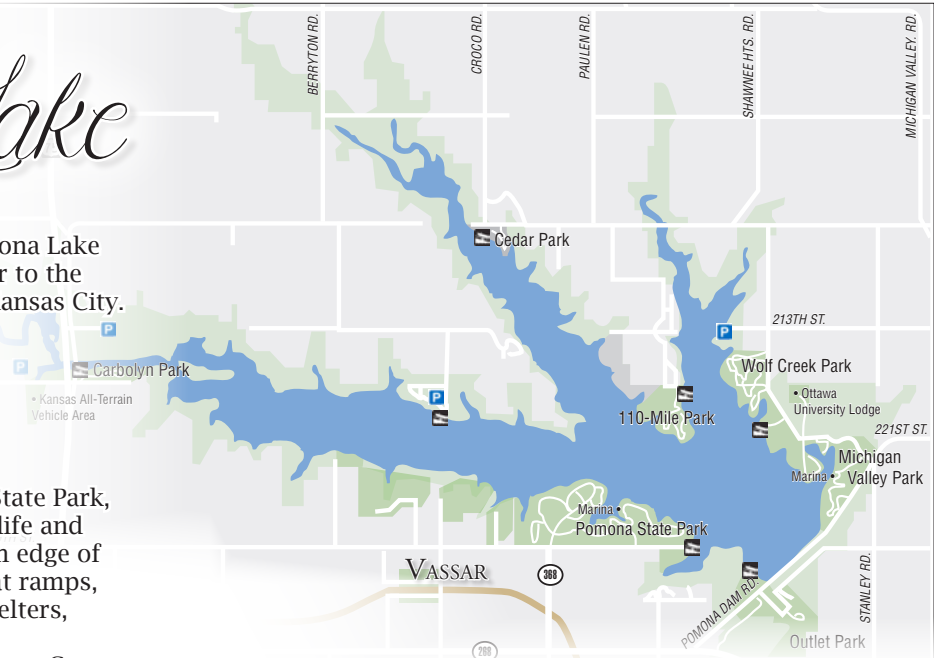 BERRYTON RD.
CROCO RD.
PAULEN RD.
SHAWNEE HTS. RD.
MICHIGAN VALLEY. RD.
ake
ona Lake
r to the
ansas City.
Cedar Park
P
213TH ST.
P
P
Carbolyn Park
Wolf Creek Park
• Kansas All-Terrain
Vehicle Area
P
• Ottawa
University Lodge
110-Mile Park
221ST ST.
Michigan
Valley Park
Marina •
State Park,
life and
n edge of
t ramps,
elters,
Marina •
Pomona State Park
VASSAR
368
STANLEY RD.
POMONA DAM RD.
Outlet Park
268